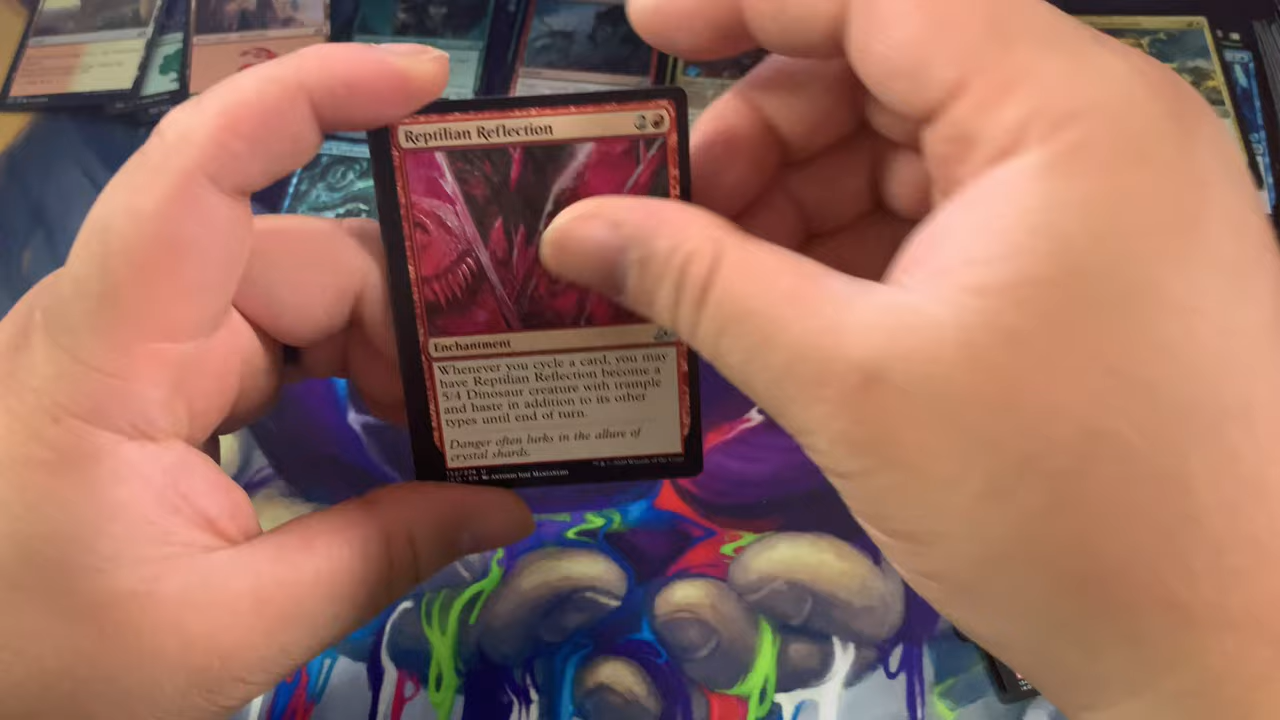 Reptilian Reflection
2
Enchantment
Whenever you cycle a card, you may
have Reptilian Reflection become a
5/4 Dinosaur creature with trample
and haste in addition to its other
types until end of turn.
Danger often lurks in the allure of
crystal shards.